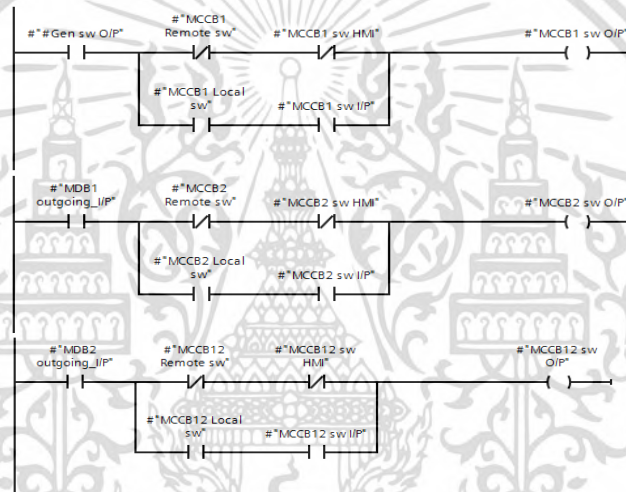 #"MCCB1
Remote sw"
#"#Gen sw O/P"
#"MCCB1 sw HMI"
#"MCCB1 sw O/P"
#"MCCB1 Local
sw"
#"MCCB1 sw I/P"
#"MDB1
outgoing_I/P"
#"MCCB2
Remote sw"
#"MCCB2 sw HMI"
#"MCCB2 sw O/P"
#"MCCB2 Local
sw"
#"MCCB2 sw I/P"
#"MDB2
outgoing_I/P"
#"MCCB12
Remote sw"
#"MCCB12 sw
HMI"
#"MCCB12 sw
O/P"
#"MCCB12 Local
sw"
#"MCCB12 sw I/P"